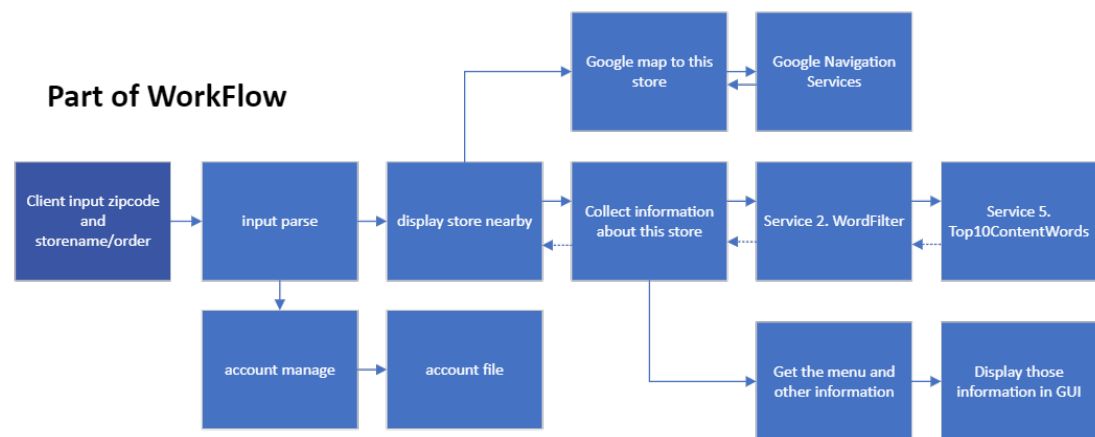 Google map to this
store
Google Navigation
Services
Part of WorkFlow
Client input zipcode
and
storename/order
input parse
display store nearby
Collect information
about this store
Service 2. WordFilter
Service 5.
Top10ContentWords
account manage
account file
Get the menu and
other information
Display those
information in GUI